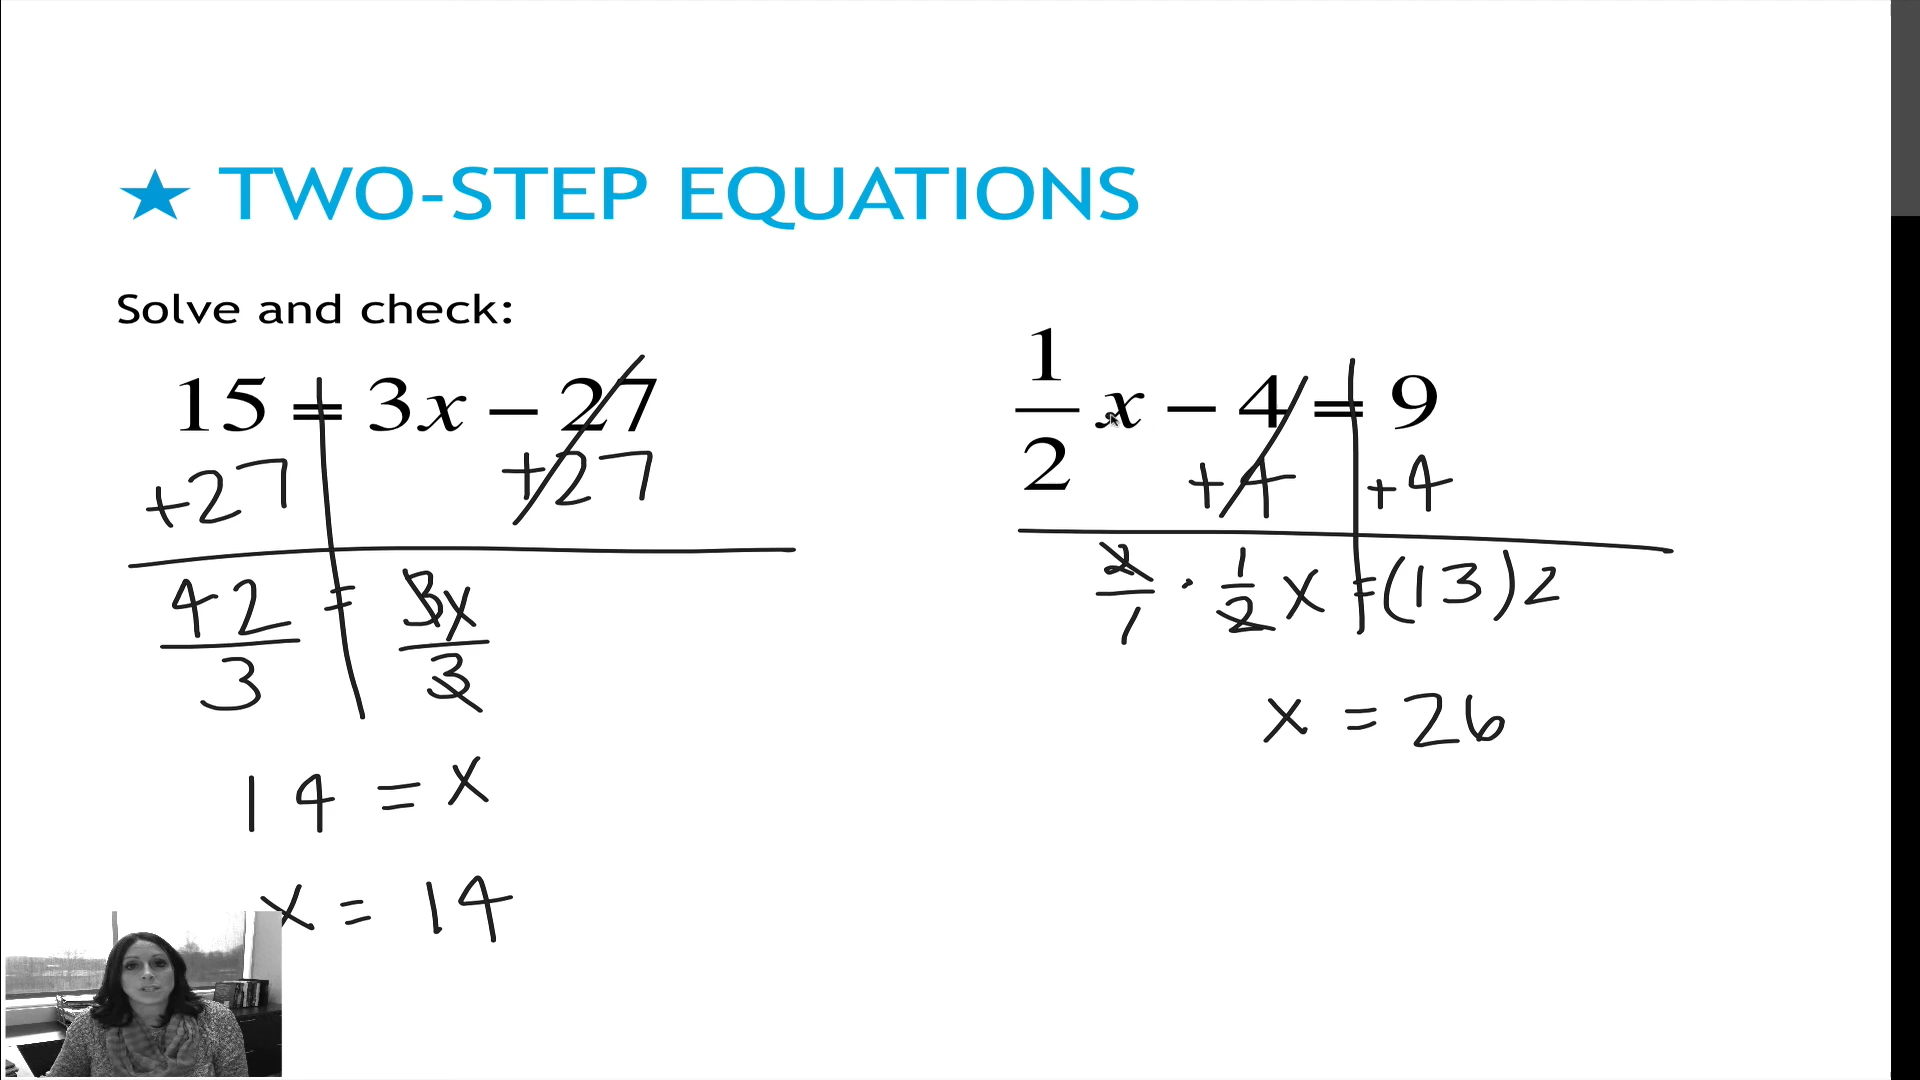 ★ TWO-STEP EQUATIONS
Solve and check:
15 = 3x − 27
+27 +27
42/3 = 3x/3
14 = x
x = 14
1/2 x − 4 = 9
+4 +4
2/1 · 1/2 x = (13)2
x = 26